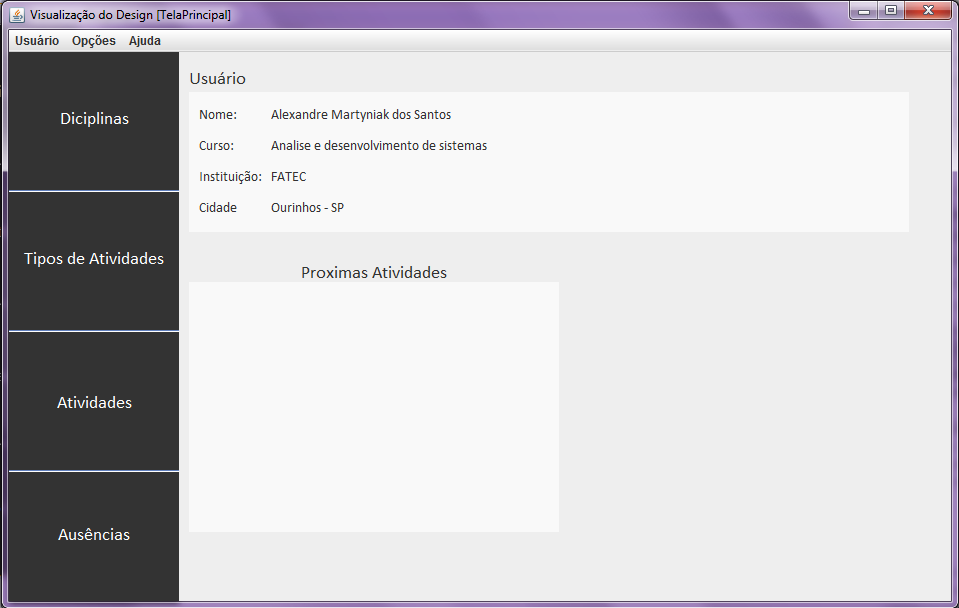 Visualização do Design [TelaPrincipal]
Usuário Opções Ajuda
Diciplinas
Tipos de Atividades
Atividades
Ausências
Usuário
Nome: Alexandre Martyniak dos Santos
Curso: Analise e desenvolvimento de sistemas
Instituição: FATEC
Cidade Ourinhos - SP
Proximas Atividades